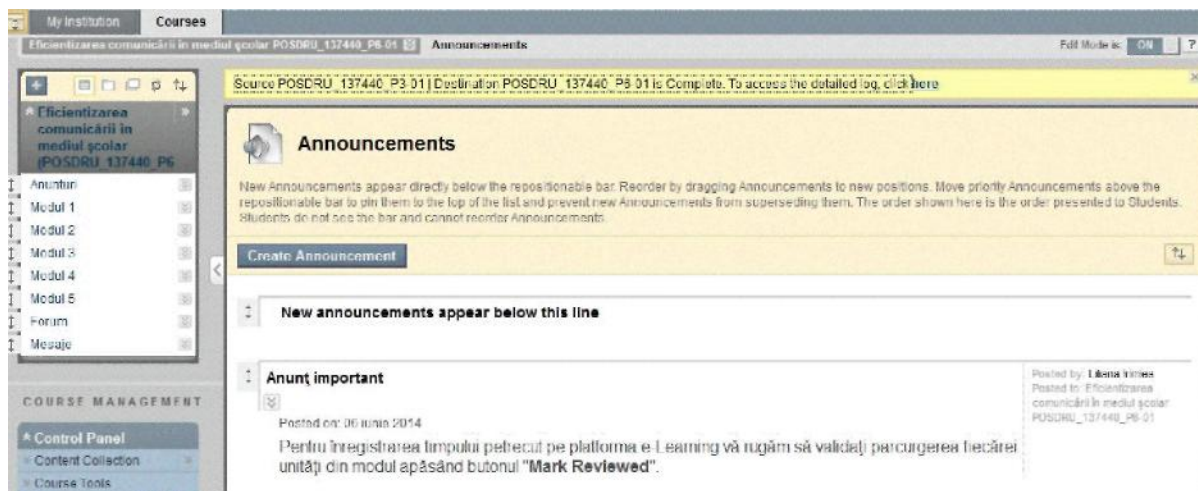 My Institution
Courses
Eficientizarea comunicării în mediul şcolar POSDRU_137440_P6-01
Announcements
Edit Mode is: ON ?
Source POSDRU_137440_P3-01 | Destination POSDRU_137440_P6-01 is Complete. To access the detailed log, click here
Eficientizarea
comunicării în
mediul şcolar
(POSDRU_137440_P6
Anunturi
Modul 1
Modul 2
Modul 3
Modul 4
Modul 5
Forum
Mesaje
COURSE MANAGEMENT
Control Panel
Content Collection
Course Tools
Announcements
New Announcements appear directly below the repositionable bar. Reorder by dragging Announcements to new positions. Move priority Announcements above the
repositionable bar to pin them to the top of the list and prevent new Announcements from superseding them. The order shown here is the order presented to Students.
Students do not see the bar and cannot reorder Announcements.
Create Announcement
New announcements appear below this line
Anunţ important
Posted on: 06 iunie 2014
Pentru înregistrarea timpului petrecut pe platforma e-Learning vă rugăm să validaţi parcurgerea fiecărei
unităţi din modul apăsând butonul "Mark Reviewed".
Posted by: Liliana Irimea
Posted to: Eficientizarea
comunicării în mediul şcolar
POSDRU_137440_P6-01